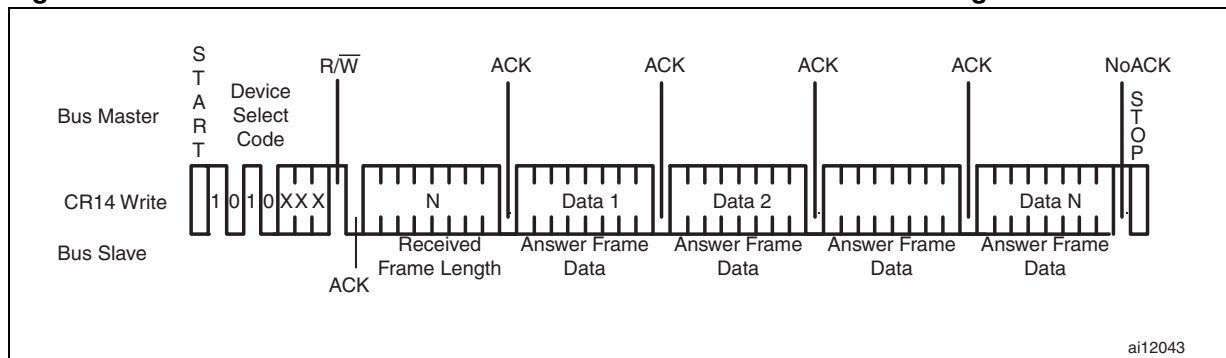 START
R/W
ACK
ACK
ACK
ACK
NoACK
STOP
Bus Master
Device
Select
Code
CR14 Write
1 0 1 0 X X X
N
Data 1
Data 2
Data N
Bus Slave
ACK
Received
Frame Length
Answer Frame
Data
Answer Frame
Data
Answer Frame
Data
Answer Frame
Data
ai12043